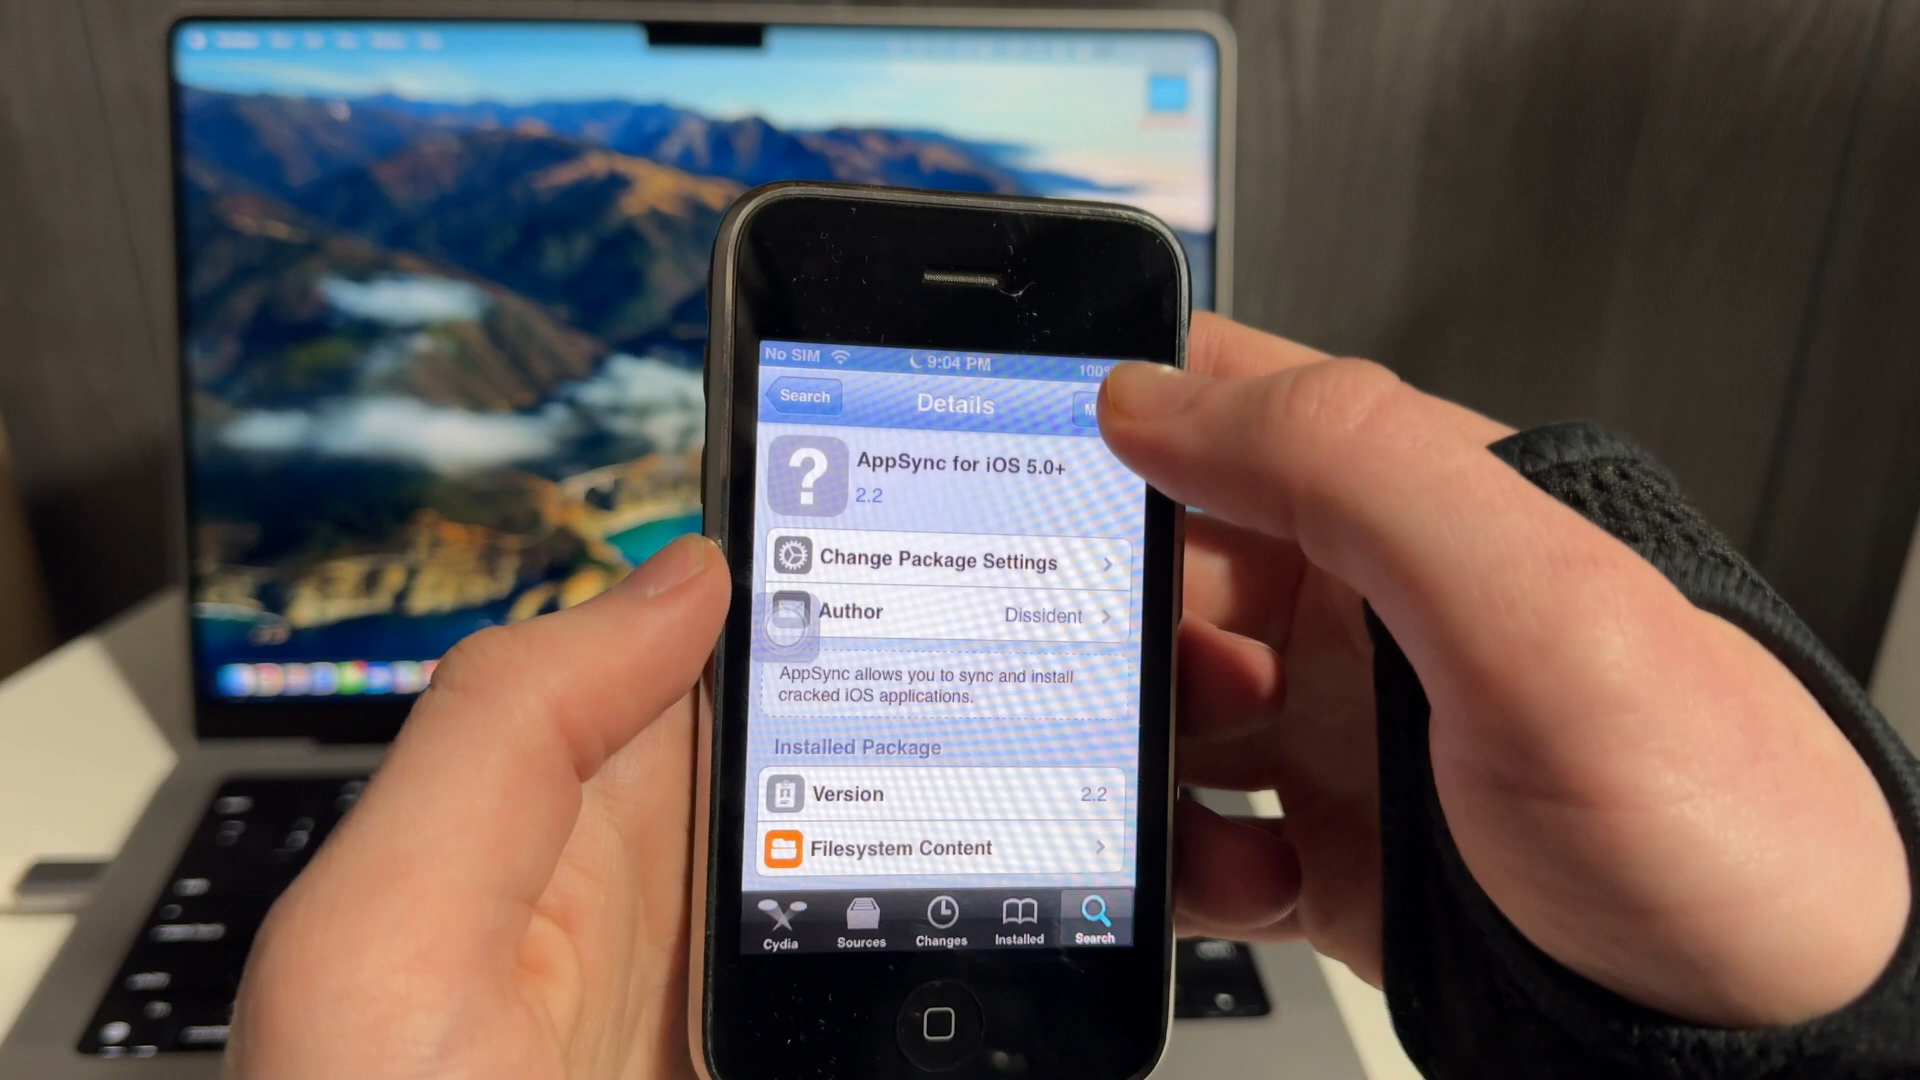 No SIM 9:04 PM 100%
Search Details M
?
AppSync for iOS 5.0+
2.2
Change Package Settings
Author Dissident
AppSync allows you to sync and install
cracked iOS applications.
Installed Package
Version 2.2
Filesystem Content
Cydia Sources Changes Installed Search